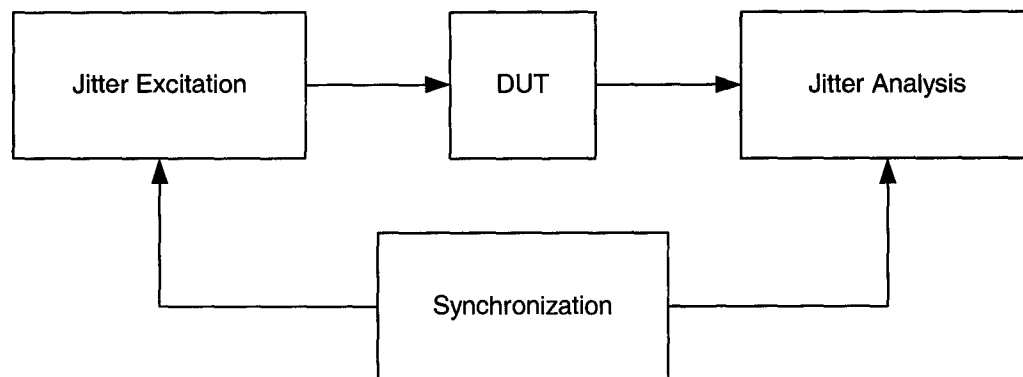 Jitter Excitation
DUT
Jitter Analysis
Synchronization